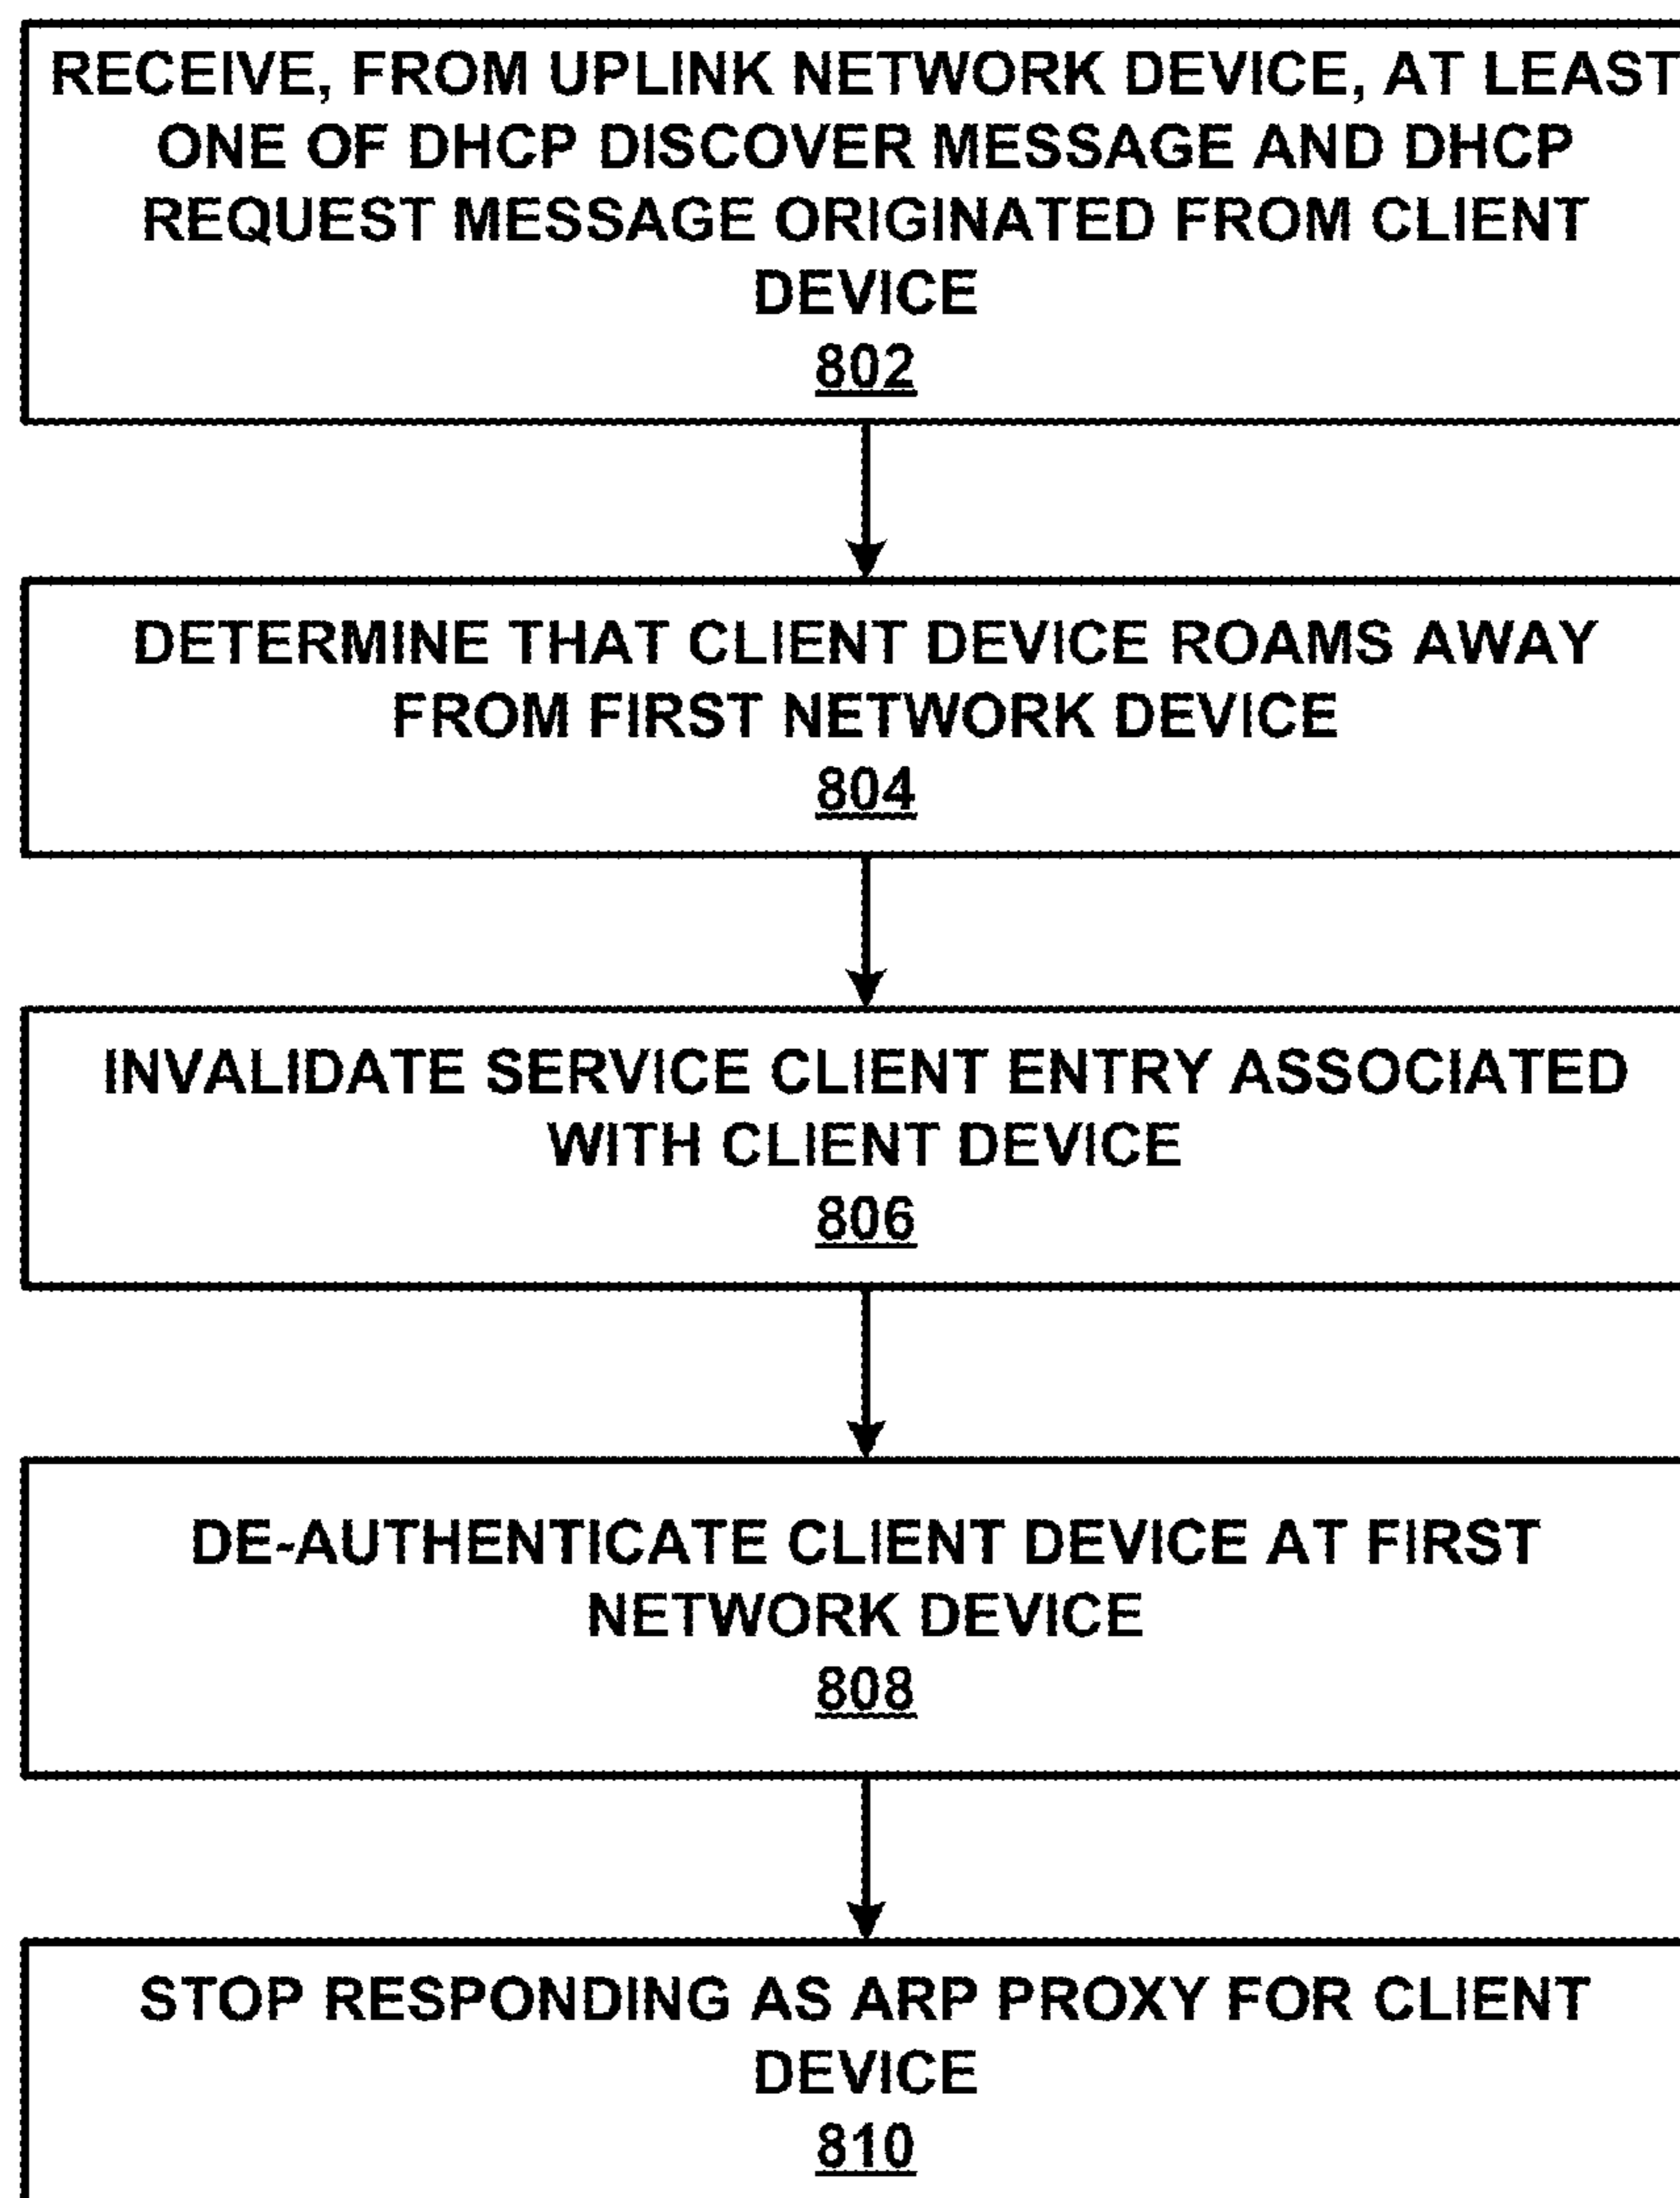 RECEIVE, FROM UPLINK NETWORK DEVICE, AT LEAST
ONE OF DHCP DISCOVER MESSAGE AND DHCP
REQUEST MESSAGE ORIGINATED FROM CLIENT
DEVICE
802
DETERMINE THAT CLIENT DEVICE ROAMS AWAY
FROM FIRST NETWORK DEVICE
804
INVALIDATE SERVICE CLIENT ENTRY ASSOCIATED
WITH CLIENT DEVICE
806
DE-AUTHENTICATE CLIENT DEVICE AT FIRST
NETWORK DEVICE
808
STOP RESPONDING AS ARP PROXY FOR CLIENT
DEVICE
810